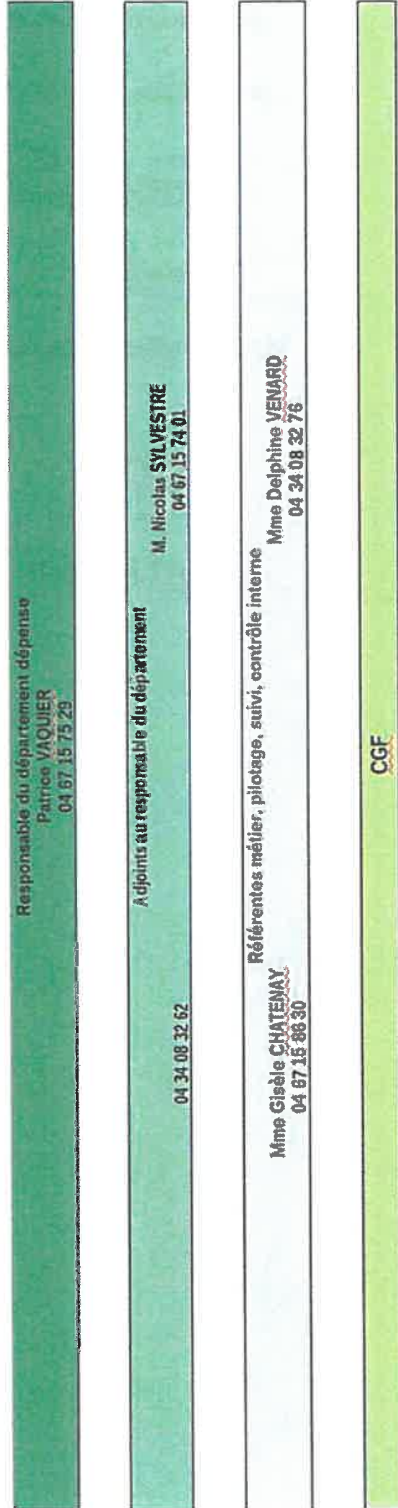 Responsable du département dépense
Patrice VAQUIER
04 67 15 75 29
Adjoints au responsable du département
M. Nicolas SYLVESTRE
04 34 08 32 62
04 67 15 74 01
Référentes métier, pilotage, suivi, contrôle interne
Mme Gisèle CHATENAY
Mme Delphine VENARD
04 67 15 86 30
04 34 08 32 76
CGF